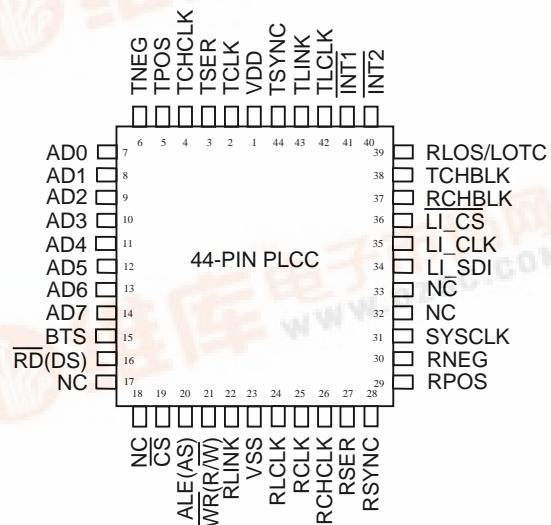 TNEG
TPOS
TCHCLK
TSER
TCLK
VDD
TSYNC
TLINK
TLCLK
INT1
INT2
6 5 4 3 2 1 44 43 42 41 40
AD0 7
AD1 8
AD2 9
AD3 10
AD4 11
AD5 12
AD6 13
AD7 14
BTS 15
RD(DS) 16
NC 17
44-PIN PLCC
39 RLOS/LOTC
38 TCHBLK
37 RCHBLK
36 LI_CS
35 LI_CLK
34 LI_SDI
33 NC
32 NC
31 SYSCLK
30 RNEG
29 RPOS
18 19 20 21 22 23 24 25 26 27 28
NC
CS
ALE(AS)
WR(R/W)
RLINK
VSS
RLCLK
RCLK
RCHCLK
RSER
RSYNC
维库电子